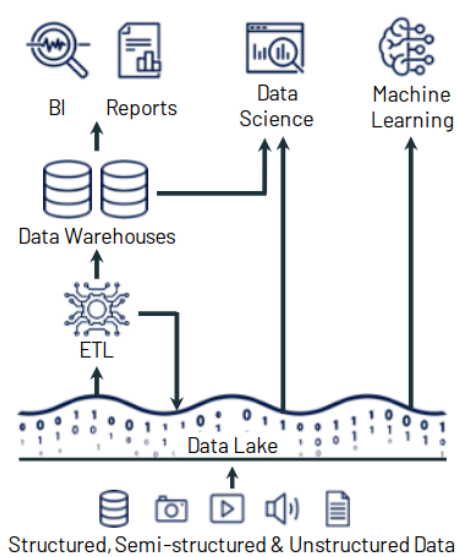 BI
Reports
Data
Science
Machine
Learning
Data Warehouses
ETL
Data Lake
Structured, Semi-structured & Unstructured Data